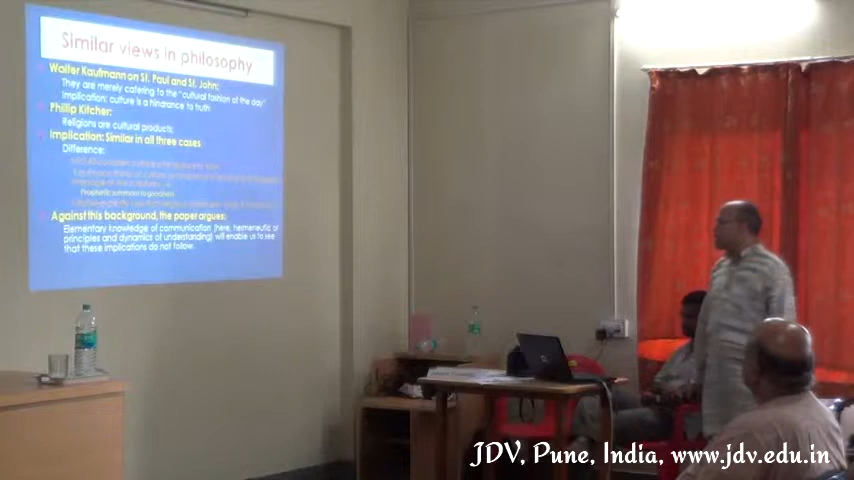 Similar views in philosophy
Walter Kaufmann on St. Paul and St. John:
They are merely catering to the "cultural fashion of the day"
Implication: culture is a hindrance to truth
Phillip Kitcher:
Religions are cultural products;
Implication: Similar in all three cases
Difference:
Prophetic summons to goodness
Against this background, the paper argues:
Elementary knowledge of communication (here, hermeneutic or
principles and dynamics of understanding) will enable us to see
that these implications do not follow.
JDV, Pune, India, www.jdv.edu.in